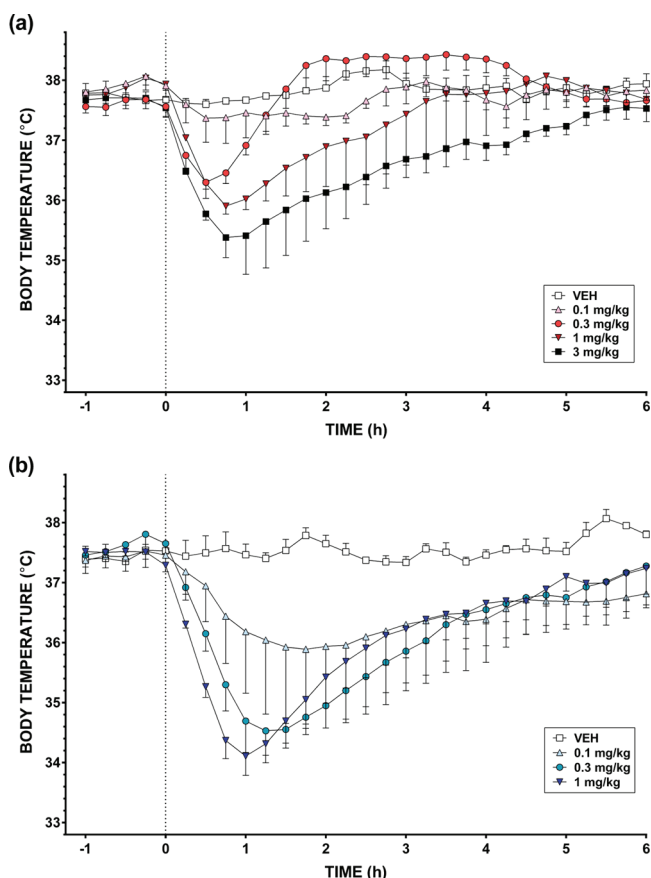 (a)
BODY TEMPERATURE (°C)
38
37
36
35
34
33
-1 0 1 2 3 4 5 6
TIME (h)
VEH
0.1 mg/kg
0.3 mg/kg
1 mg/kg
3 mg/kg
(b)
BODY TEMPERATURE (°C)
38
37
36
35
34
33
-1 0 1 2 3 4 5 6
TIME (h)
VEH
0.1 mg/kg
0.3 mg/kg
1 mg/kg